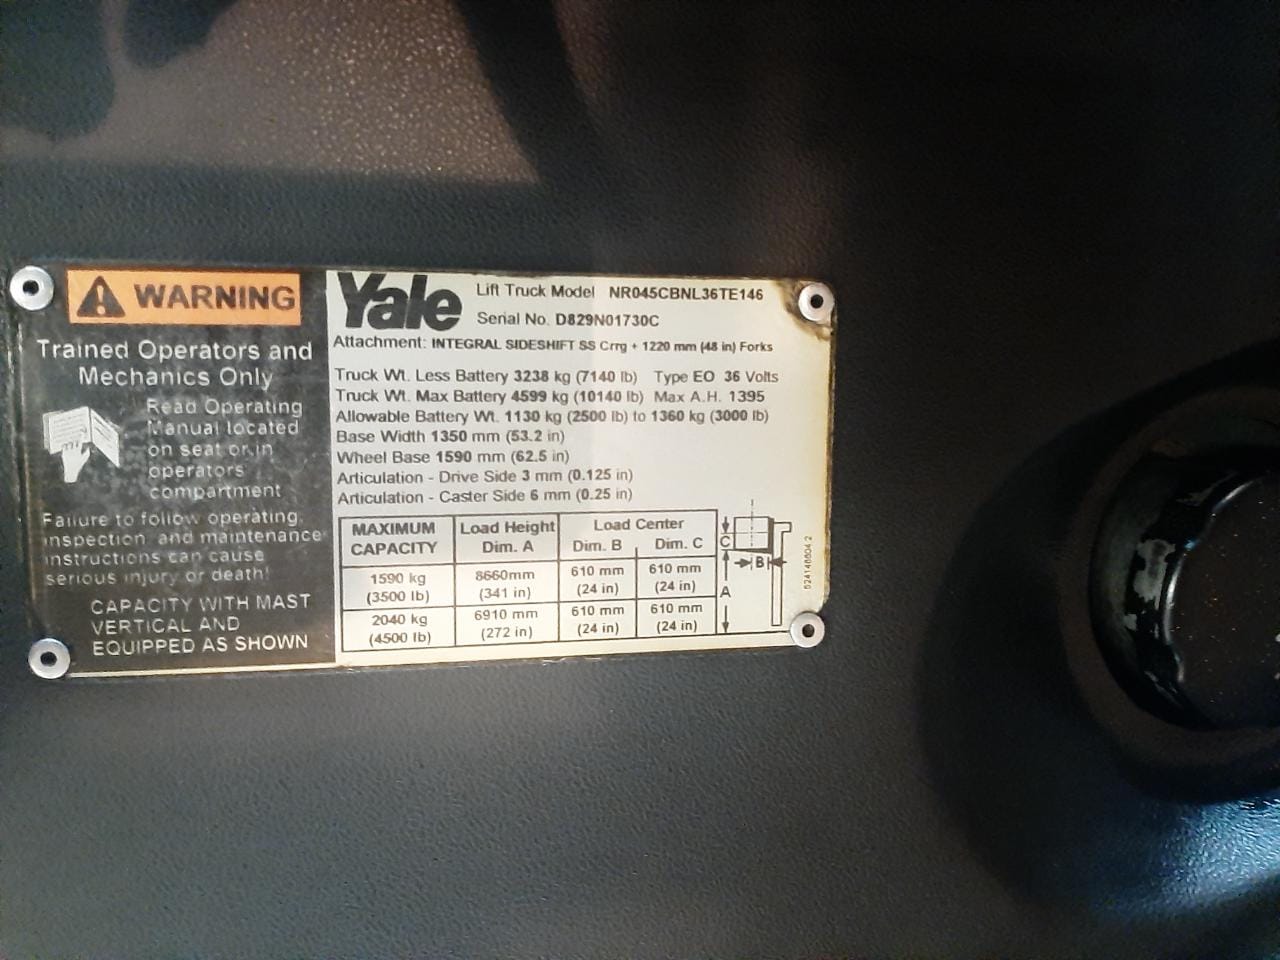 WARNING
Trained Operators and
Mechanics Only
Read Operating
Manual located
on seat or in
operators
compartment
Failure to follow operating,
inspection and maintenance
instructions can cause
serious injury or death!
CAPACITY WITH MAST
VERTICAL AND
EQUIPPED AS SHOWN
Yale
Lift Truck Model NR045CBNL36TE146
Serial No. D829N01730C
Attachment: INTEGRAL SIDESHIFT SS Crrg + 1220 mm (48 in) Forks
Truck Wt. Less Battery 3238 kg (7140 lb) Type EO 36 Volts
Truck Wt. Max Battery 4599 kg (10140 lb) Max A.H. 1395
Allowable Battery Wt. 1130 kg (2500 lb) to 1360 kg (3000 lb)
Base Width 1350 mm (53.2 in)
Wheel Base 1590 mm (62.5 in)
Articulation - Drive Side 3 mm (0.125 in)
Articulation - Caster Side 6 mm (0.25 in)
MAXIMUM Load Height Load Center
CAPACITY Dim. A Dim. B Dim. C
1590 kg 8660mm 610 mm 610 mm
(3500 lb) (341 in) (24 in) (24 in)
2040 kg 6910 mm 610 mm 610 mm
(4500 lb) (272 in) (24 in) (24 in)
C
B
A